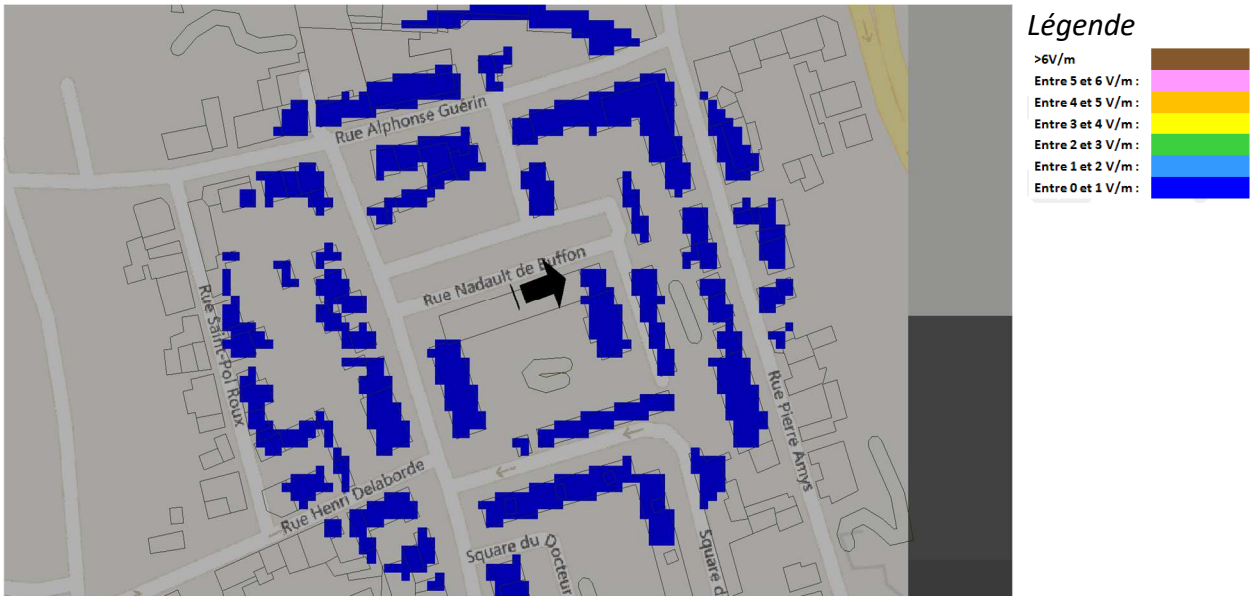 Légende
>6V/m
Entre 5 et 6 V/m :
Entre 4 et 5 V/m :
Entre 3 et 4 V/m :
Entre 2 et 3 V/m :
Entre 1 et 2 V/m :
Entre 0 et 1 V/m :
Rue Alphonse Guérin
Rue Nadault de Buffon
Rue Saint-Pol Roux
Rue Pierre Amys
Rue Henri Delaborde
Square du Docteur
Square d